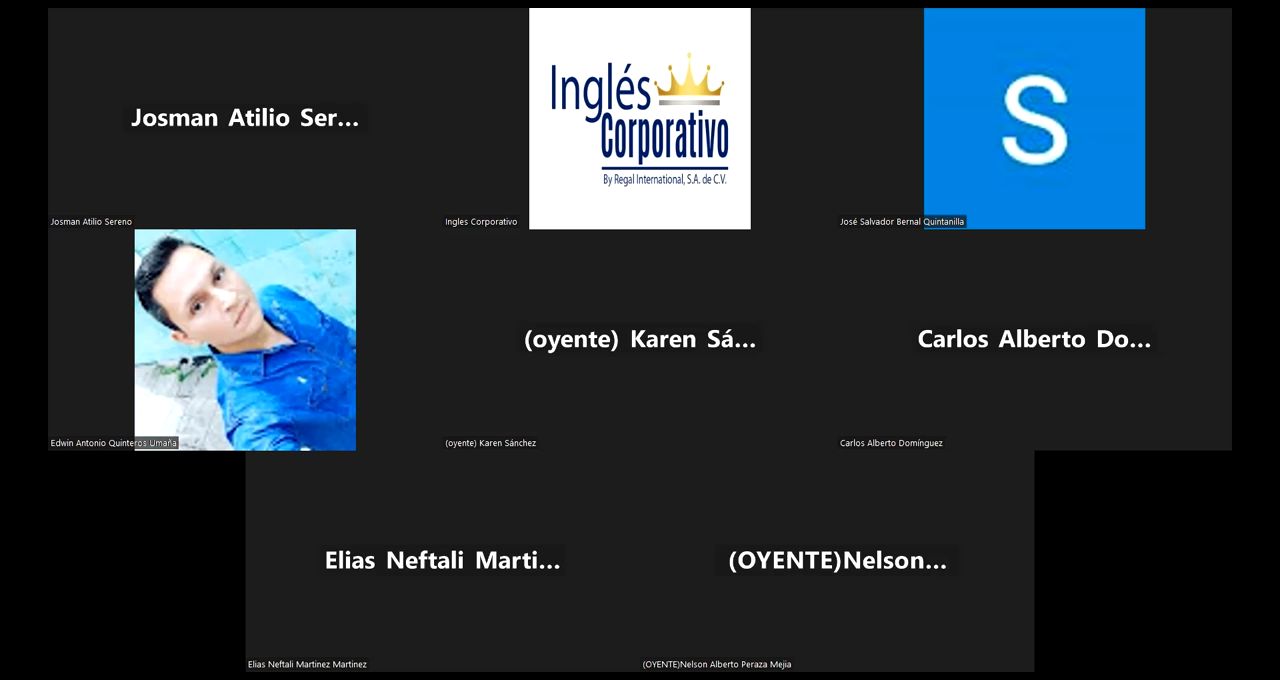 Josman Atilio Ser...
Josman Atilio Sereno
Inglés
Corporativo
By Regal International, S.A. de C.V.
Ingles Corporativo
S
José Salvador Bernal Quintanilla
Edwin Antonio Quinteros Umaña
(oyente) Karen Sá...
(oyente) Karen Sánchez
Carlos Alberto Do...
Carlos Alberto Domínguez
Elias Neftali Marti...
Elias Neftali Martinez Martinez
(OYENTE)Nelson...
(OYENTE)Nelson Alberto Peraza Mejia